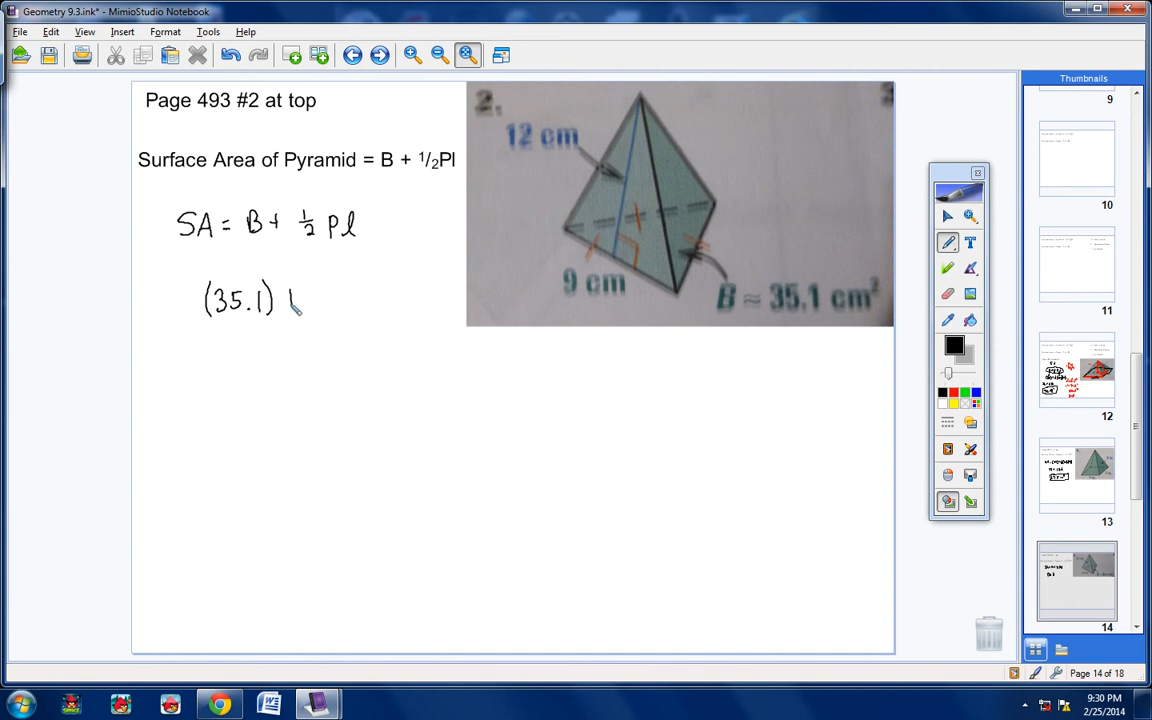 Geometry 9.3.ink* - MimioStudio Notebook
File Edit View Insert Format Tools Help
Page 493 #2 at top
Surface Area of Pyramid = B + 1/2Pl
SA = B + 1/2 Pl
(35.1)
2.
12 cm
9 cm
B ≈ 35.1 cm²
Thumbnails
9
10
11
12
13
14
Page 14 of 18
9:30 PM
2/25/2014